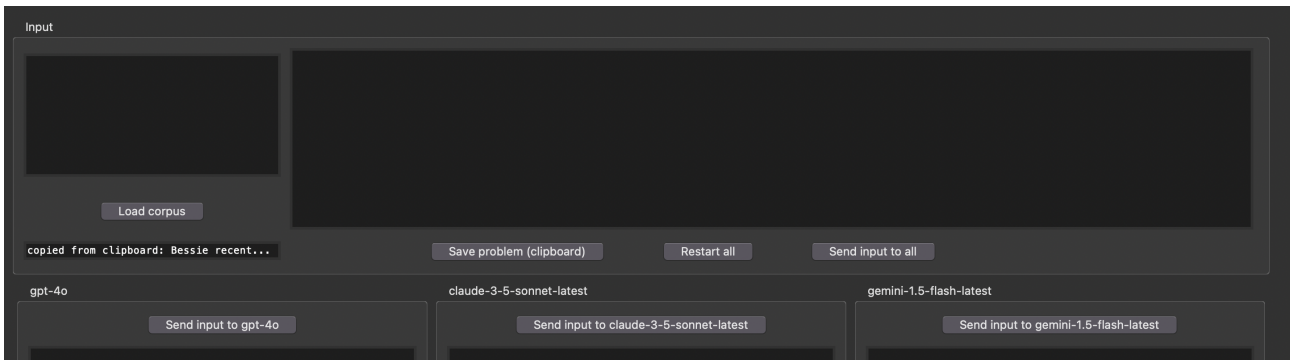 Input
Load corpus
copied from clipboard: Bessie recent...
Save problem (clipboard) Restart all Send input to all
gpt-4o claude-3-5-sonnet-latest gemini-1.5-flash-latest
Send input to gpt-4o Send input to claude-3-5-sonnet-latest Send input to gemini-1.5-flash-latest